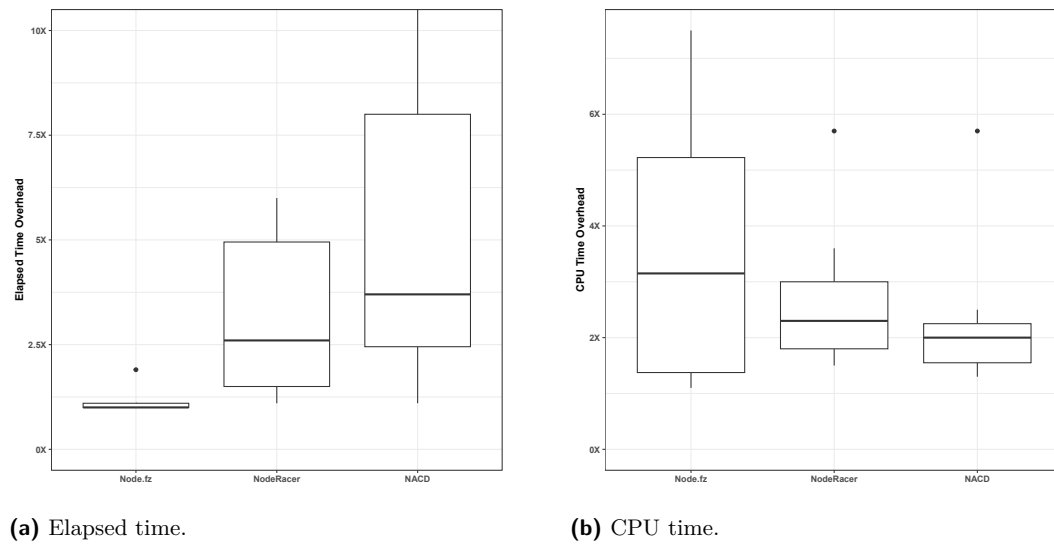 10X
7.5X
5X
2.5X
0X
Elapsed Time Overhead
Node.fz NodeRacer NACD
6X
4X
2X
0X
CPU Time Overhead
Node.fz NodeRacer NACD
(a) Elapsed time.
(b) CPU time.